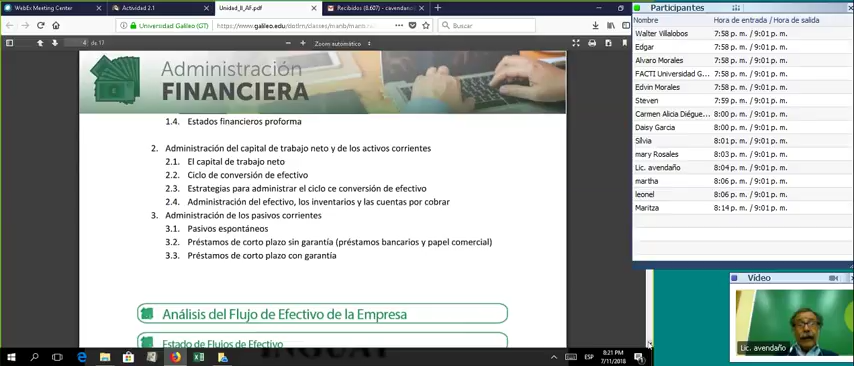 WebEx Meeting Center
Actividad 2.1
Unidad_II_AF.pdf
Recibidos (8.607) - cavendano
Universidad Galileo (GT)
https://www.galileo.edu/
Buscar
4
de 17
Zoom automático
Administración
FINANCIERA
1.4. Estados financieros proforma
2. Administración del capital de trabajo neto y de los activos corrientes
2.1. El capital de trabajo neto
2.2. Ciclo de conversión de efectivo
2.3. Estrategias para administrar el ciclo ce conversión de efectivo
2.4. Administración del efectivo, los inventarios y las cuentas por cobrar
3. Administración de los pasivos corrientes
3.1. Pasivos espontáneos
3.2. Préstamos de corto plazo sin garantía (préstamos bancarios y papel comercial)
3.3. Préstamos de corto plazo con garantía
Análisis del Flujo de Efectivo de la Empresa
Estado de Flujos de Efectivo
ESP
8:21 PM
7/11/2018
Participantes
Nombre Hora de entrada / Hora de salida
Walter Villalobos 7:58 p. m. / 9:01 p. m.
Edgar 7:58 p. m. / 9:01 p. m.
Alvaro Morales 7:58 p. m. / 9:01 p. m.
FACTI Universidad G... 7:58 p. m. / 9:01 p. m.
Edvin Morales 7:58 p. m. / 9:01 p. m.
Steven 7:59 p. m. / 9:01 p. m.
Carmen Alicia Diégue... 8:00 p. m. / 9:01 p. m.
Daisy Garcia 8:00 p. m. / 9:01 p. m.
Silvia 8:01 p. m. / 9:01 p. m.
mary Rosales 8:03 p. m. / 9:01 p. m.
Lic. avendaño 8:04 p. m. / 9:01 p. m.
martha 8:06 p. m. / 9:01 p. m.
leonel 8:06 p. m. / 9:01 p. m.
Maritza 8:14 p. m. / 9:01 p. m.
Vídeo
Lic. avendaño